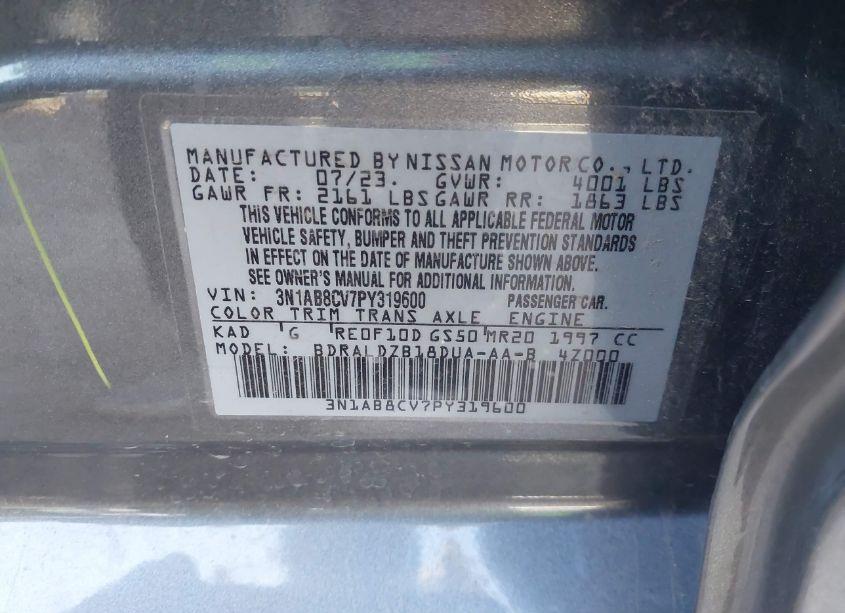 MANUFACTURED BY NISSAN MOTOR CO., LTD.
DATE: 07/23. GVWR: 4001 LBS
GAWR FR: 2161 LBS GAWR RR: 1863 LBS
THIS VEHICLE CONFORMS TO ALL APPLICABLE FEDERAL MOTOR
VEHICLE SAFETY, BUMPER AND THEFT PREVENTION STANDARDS
IN EFFECT ON THE DATE OF MANUFACTURE SHOWN ABOVE.
SEE OWNER'S MANUAL FOR ADDITIONAL INFORMATION.
VIN: 3N1AB8CV7PY319600 PASSENGER CAR.
COLOR TRIM TRANS AXLE ENGINE
KAD G RE0F10D GS50 MR20 1997 CC
MODEL: BDRALDZB18DUA-AA-B 4Z000
3N1AB8CV7PY319600